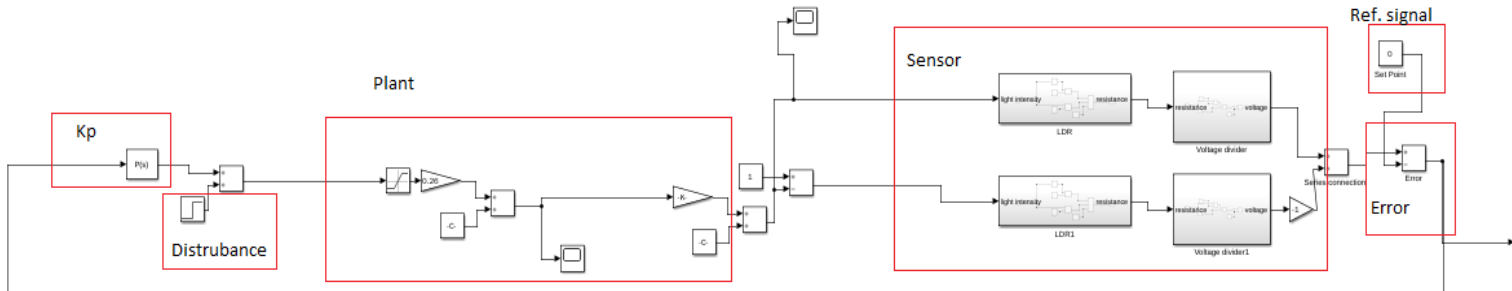 Ref. signal
Kp
Plant
Sensor
0
Set Point
P(s)
Distrubance
0.26
-C-
-K-
-C-
1
light intensity
resistance
LDR
resistance
voltage
Voltage divider
light intensity
resistance
LDR1
resistance
voltage
Voltage divider1
-1
Series connection
Error
Error